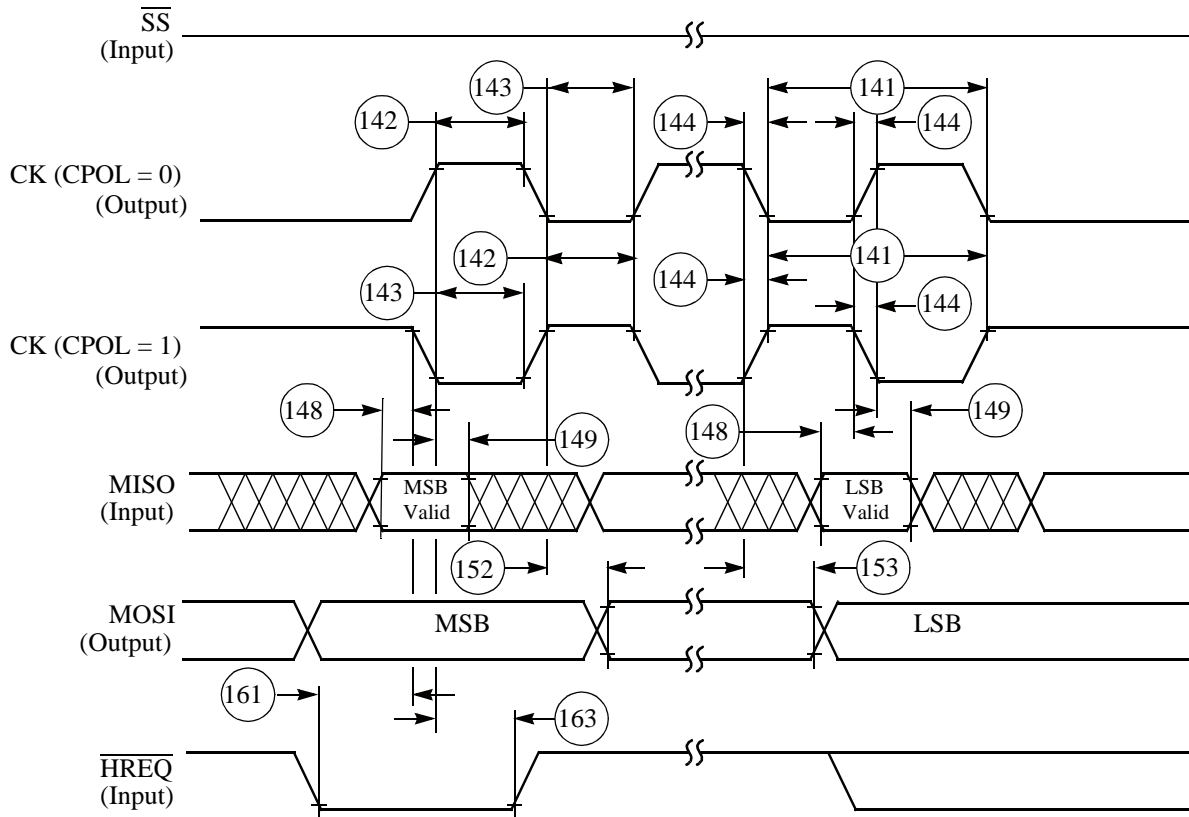 SS
(Input)
143
141
142
144
144
CK (CPOL = 0)
(Output)
142
141
143
144
144
CK (CPOL = 1)
(Output)
148
149
148
149
MISO
(Input)
MSB
Valid
LSB
Valid
152
153
MOSI
(Output)
MSB
LSB
161
163
HREQ
(Input)